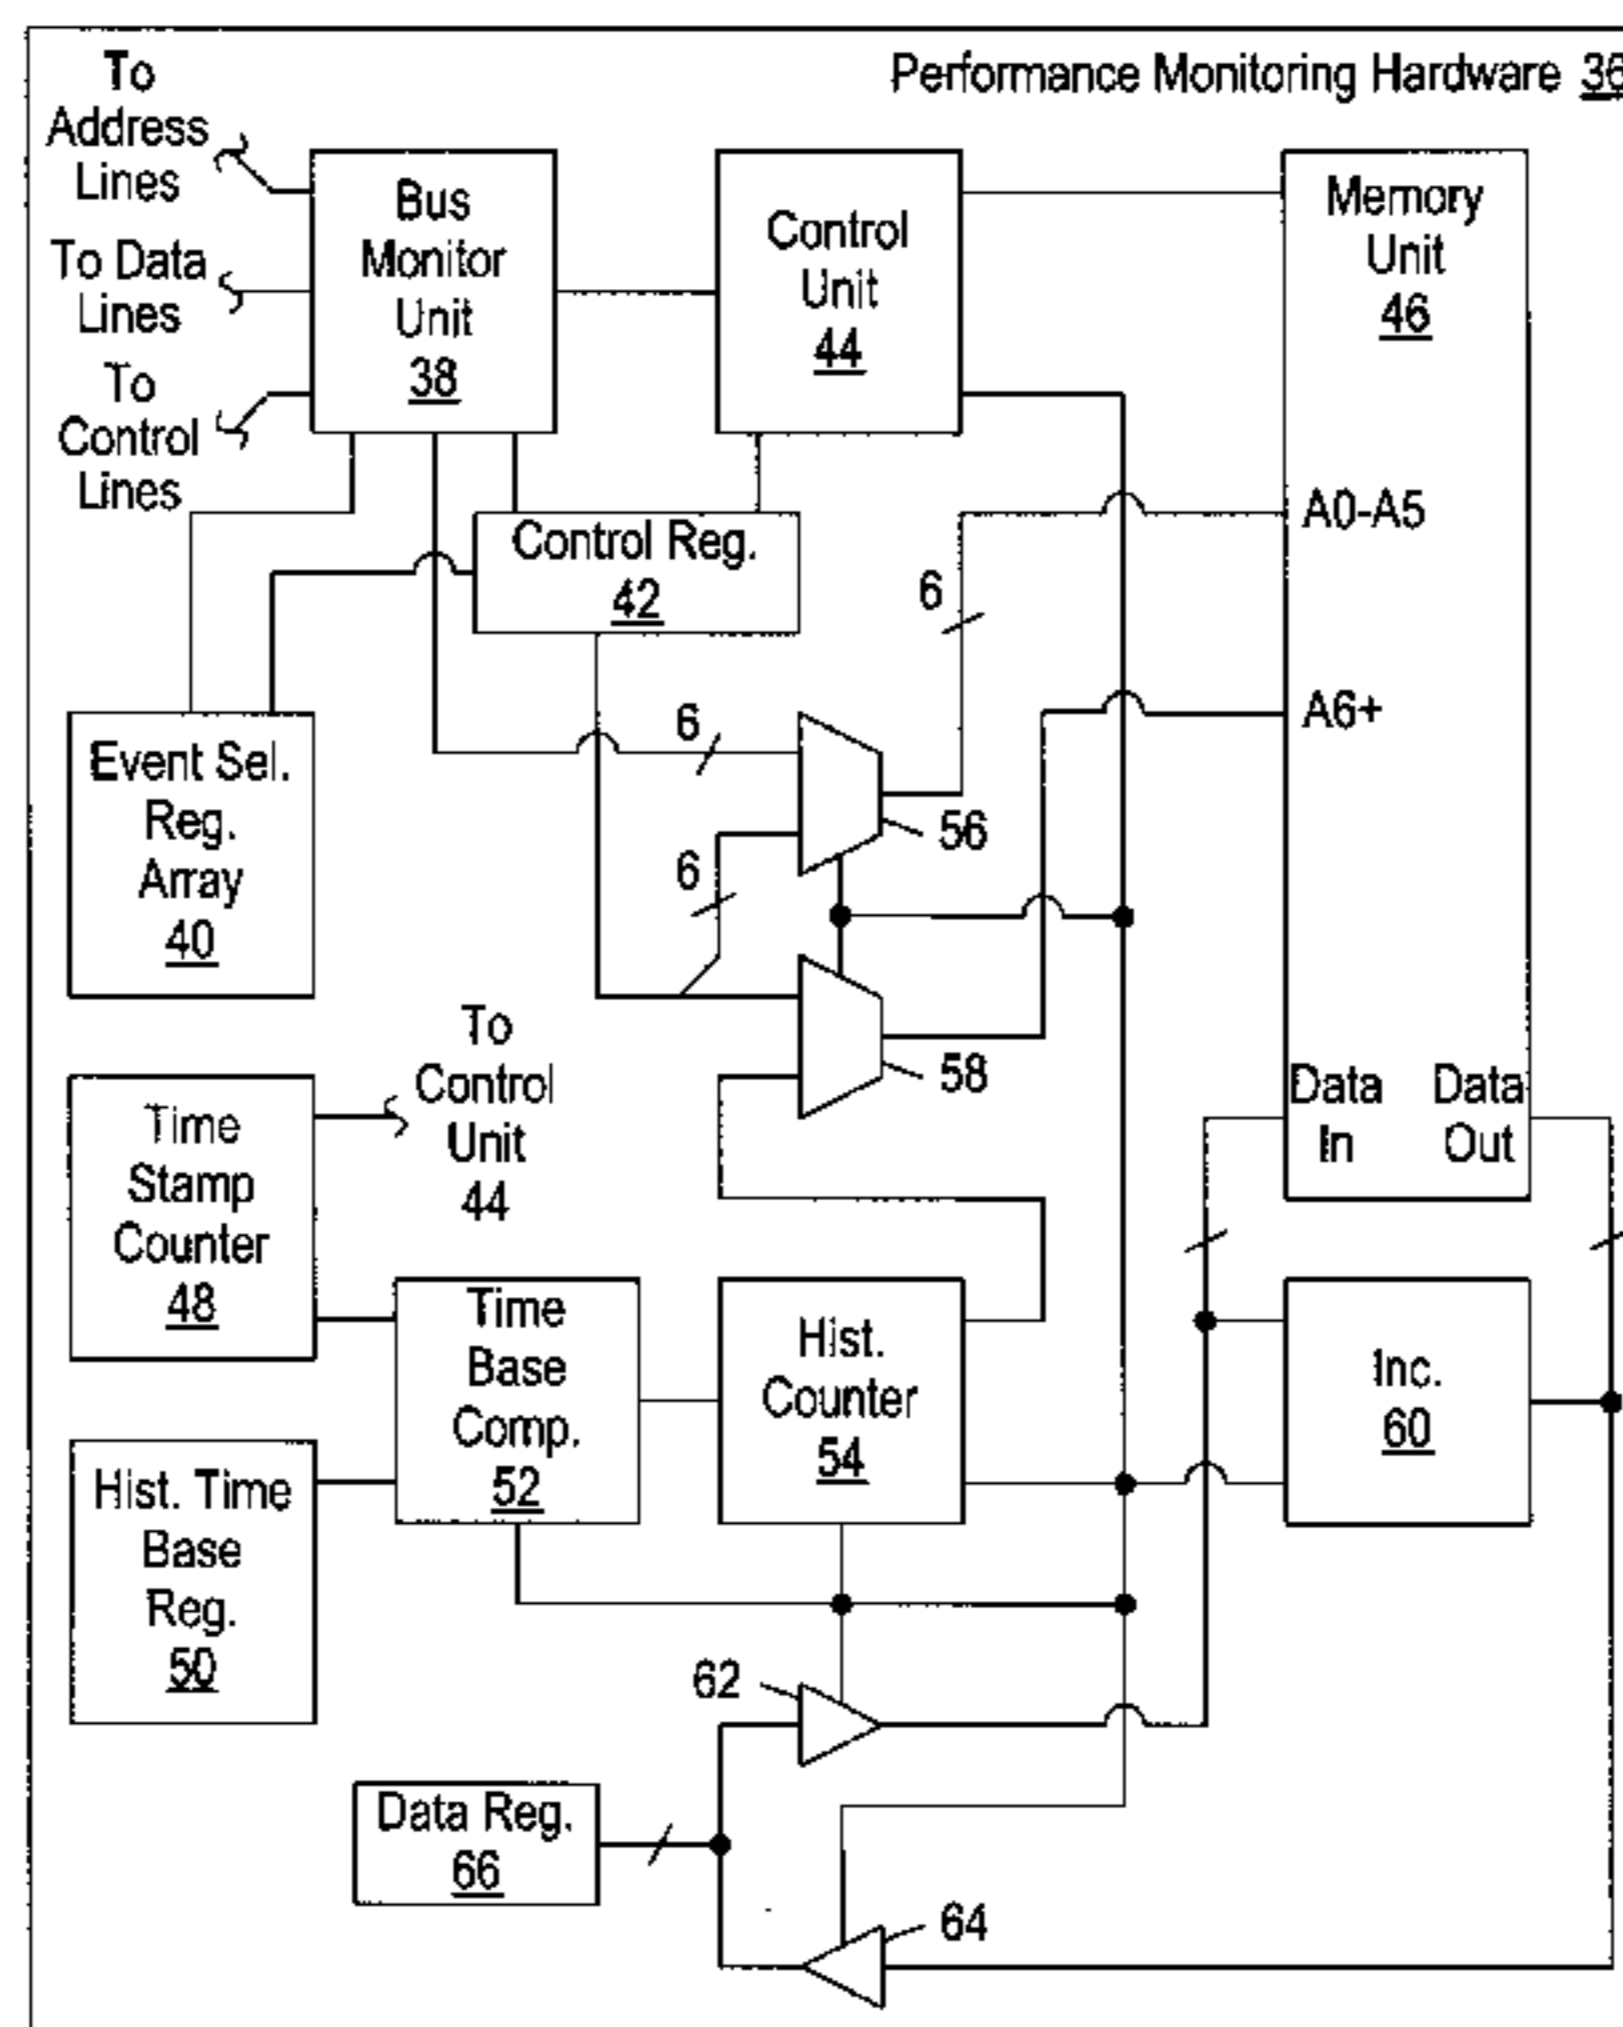 Performance Monitoring Hardware 36
To
Address
Lines
To Data
Lines
To
Control
Lines
Bus
Monitor
Unit
38
Control
Unit
44
Memory
Unit
46
A0-A5
A6+
Data
In
Data
Out
Control Reg.
42
6
6
6
56
58
Event Sel.
Reg.
Array
40
To
Control
Unit
44
Time
Stamp
Counter
48
Time
Base
Comp.
52
Hist.
Counter
54
Inc.
60
Hist. Time
Base
Reg.
50
62
Data Reg.
66
64